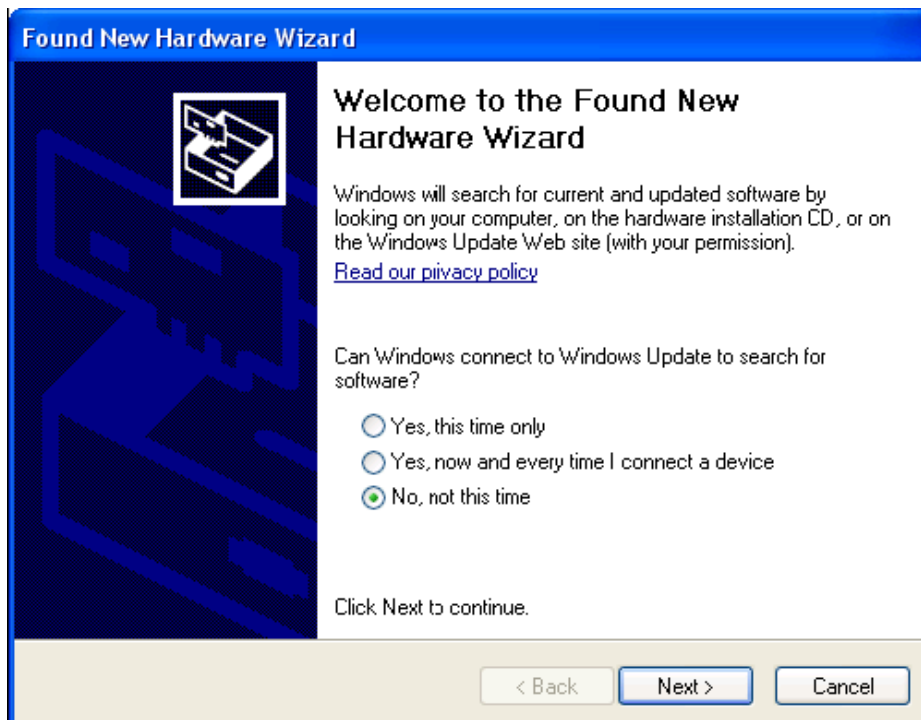 Found New Hardware Wizard
Welcome to the Found New
Hardware Wizard
Windows will search for current and updated software by
looking on your computer, on the hardware installation CD, or on
the Windows Update Web site (with your permission).
Read our privacy policy
Can Windows connect to Windows Update to search for
software?
Yes, this time only
Yes, now and every time I connect a device
No, not this time
Click Next to continue.
< Back
Next >
Cancel